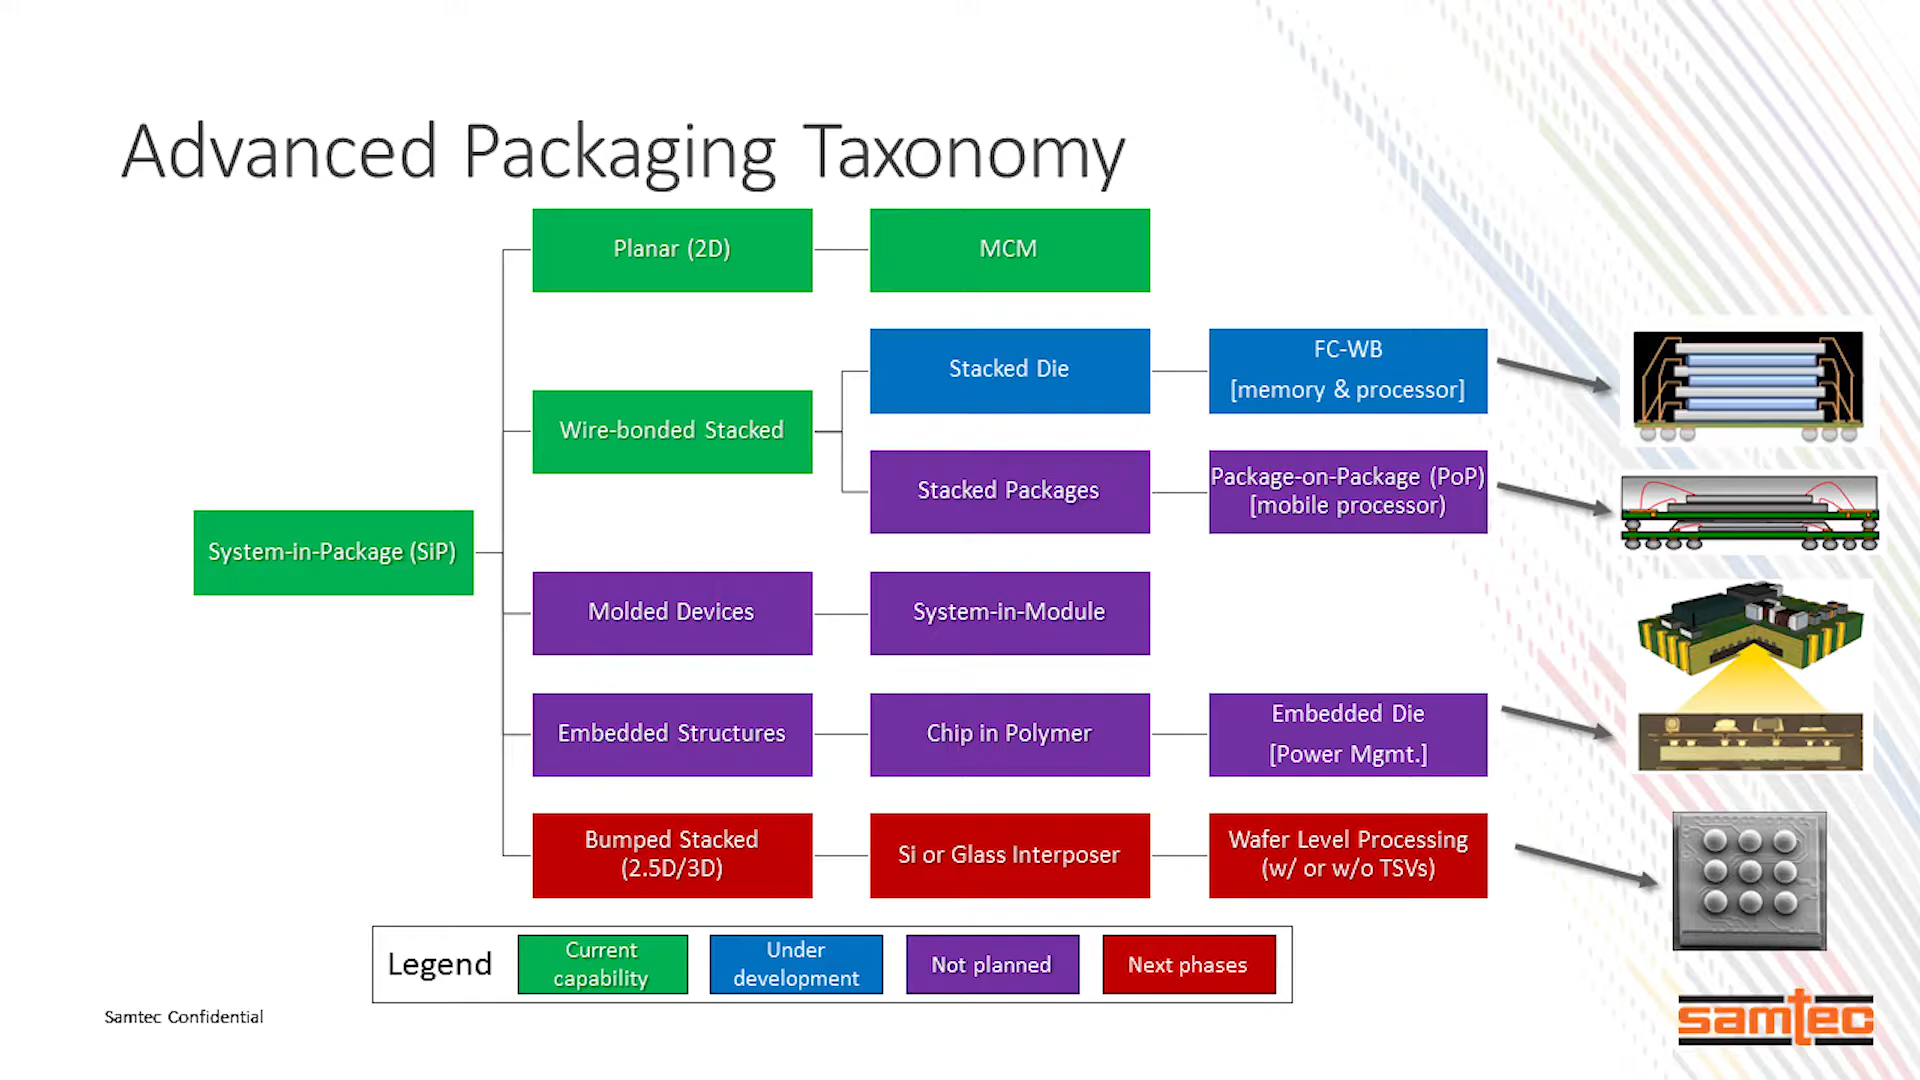 Advanced Packaging Taxonomy
Planar (2D)
MCM
Stacked Die
FC-WB
[memory & processor]
Wire-bonded Stacked
Stacked Packages
Package-on-Package (PoP)
[mobile processor)
System-in-Package (SiP)
Molded Devices
System-in-Module
Embedded Structures
Chip in Polymer
Embedded Die
[Power Mgmt.]
Bumped Stacked
(2.5D/3D)
Si or Glass Interposer
Wafer Level Processing
(w/ or w/o TSVs)
Legend
Current
capability
Under
development
Not planned
Next phases
Samtec Confidential
samtec